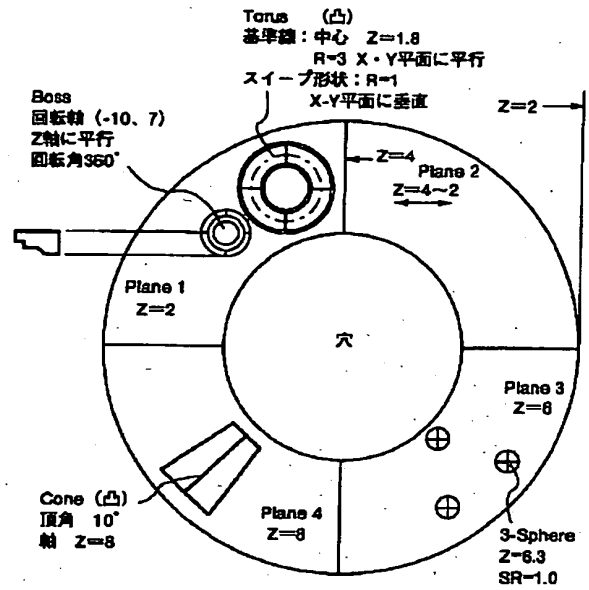 Torus (凸)
基準線：中心 Z=1.8
R=3 X・Y平面に平行
スイープ形状：R=1
X-Y平面に垂直
Boss
回転軸（-10、7）
Z軸に平行
回転角360°
Z=2
Z=4
Plane 2
Z=4～2
Plane 1
Z=2
穴
Plane 3
Z=6
Cone（凸）
頂角 10°
軸 Z=8
Plane 4
Z=8
3-Sphere
Z=6.3
SR=1.0